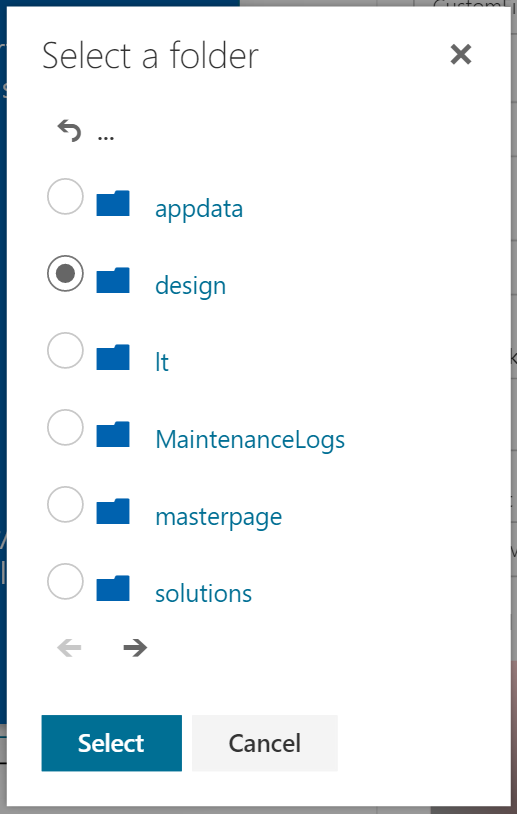 Select a folder
...
appdata
design
lt
MaintenanceLogs
masterpage
solutions
Select
Cancel